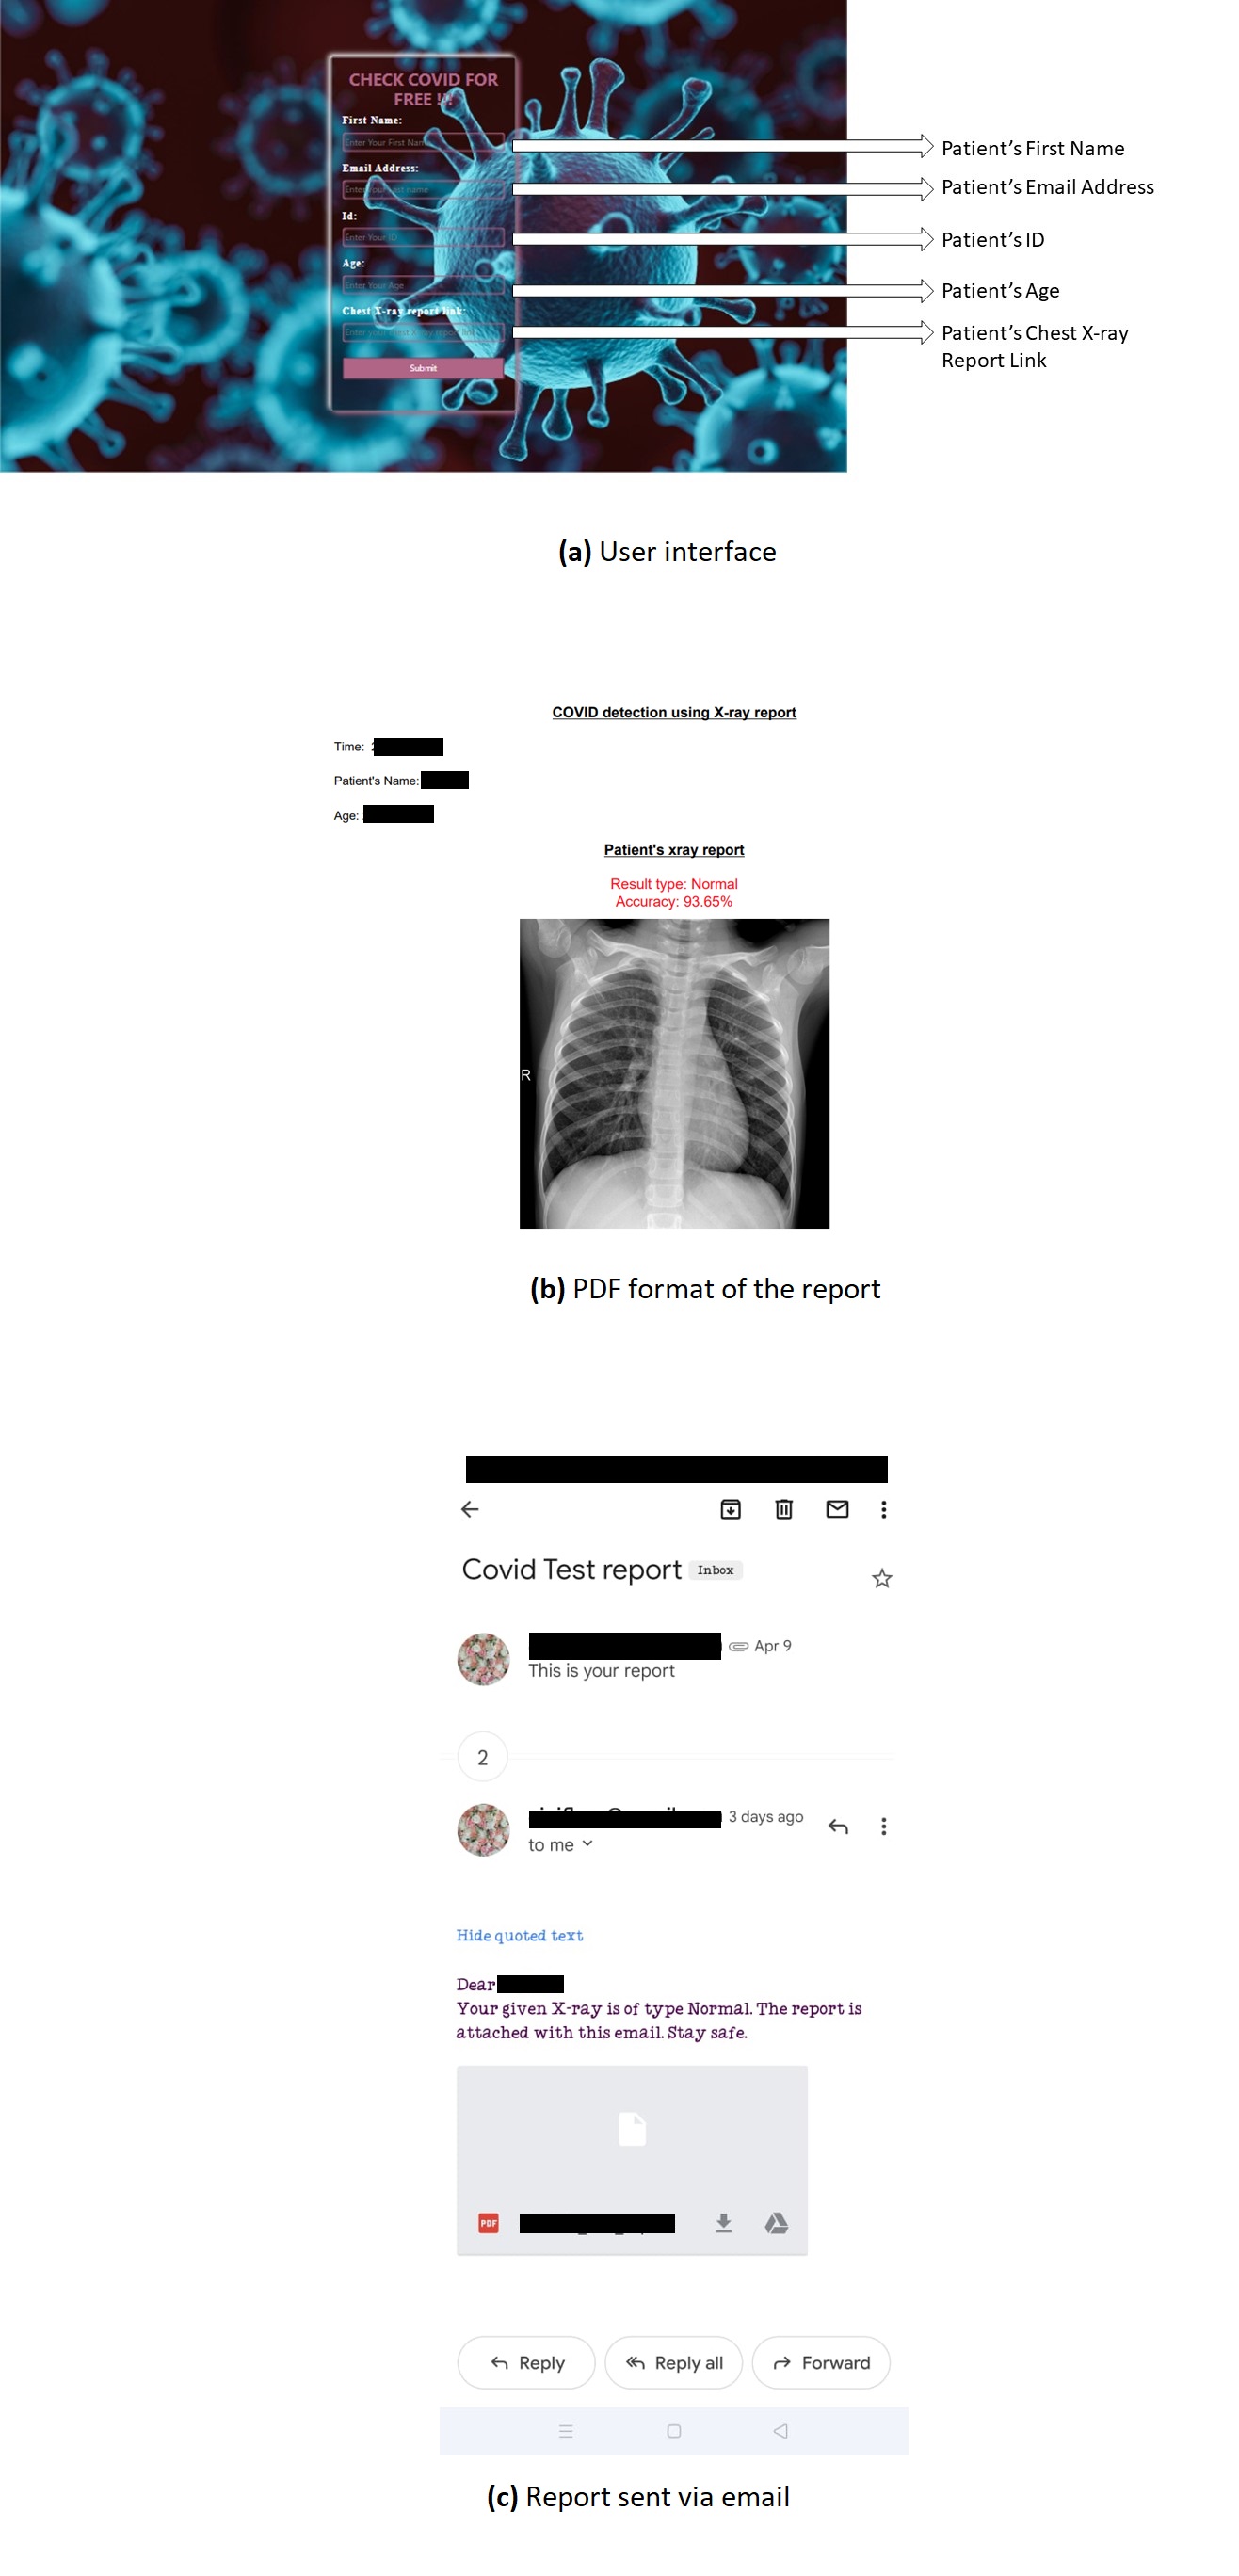 CHECK COVID FOR
FREE !!!
First Name:
Enter Your First Name
Patient's First Name
Email Address:
Enter your last name
Patient's Email Address
Id:
Enter Your ID
Patient's ID
Age:
Enter Your Age
Patient's Age
Chest X-ray report link:
Enter your chest X-ray report link
Patient's Chest X-ray
Report Link
Submit
(a) User interface
COVID detection using X-ray report
Time:
Patient's Name:
Age:
Patient's xray report
Result type: Normal
Accuracy: 93.65%
R
(b) PDF format of the report
Covid Test report Inbox
Apr 9
This is your report
2
3 days ago
to me
Hide quoted text
Dear
Your given X-ray is of type Normal. The report is
attached with this email. Stay safe.
PDF
Reply Reply all Forward
(c) Report sent via email